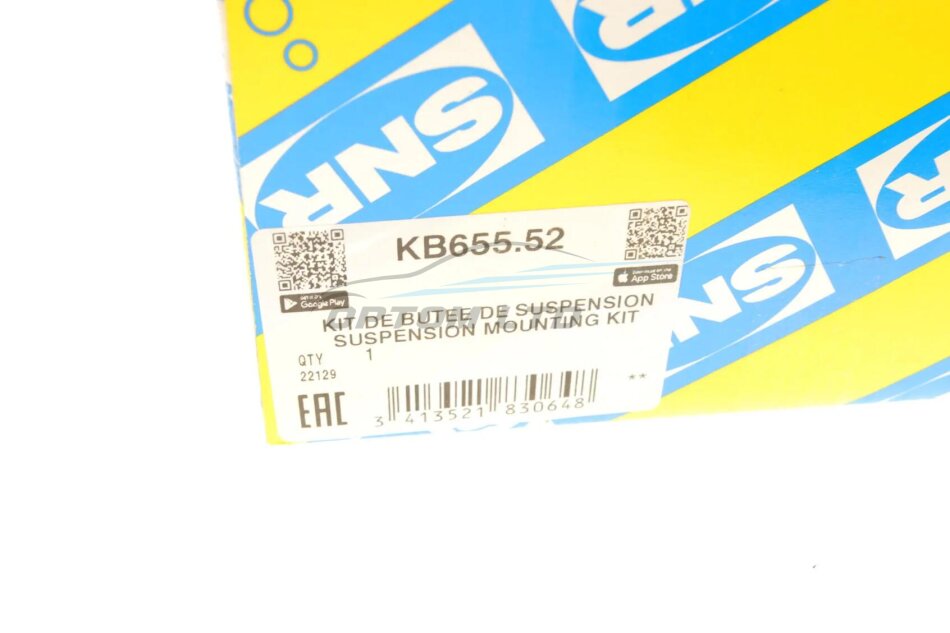 SNR
SNR
SNR
KB655.52
Google Play
App Store
KIT DE BUTEE DE SUSPENSION
SUSPENSION MOUNTING KIT
QTY 1
22129
**
EAC
3 413521 830648